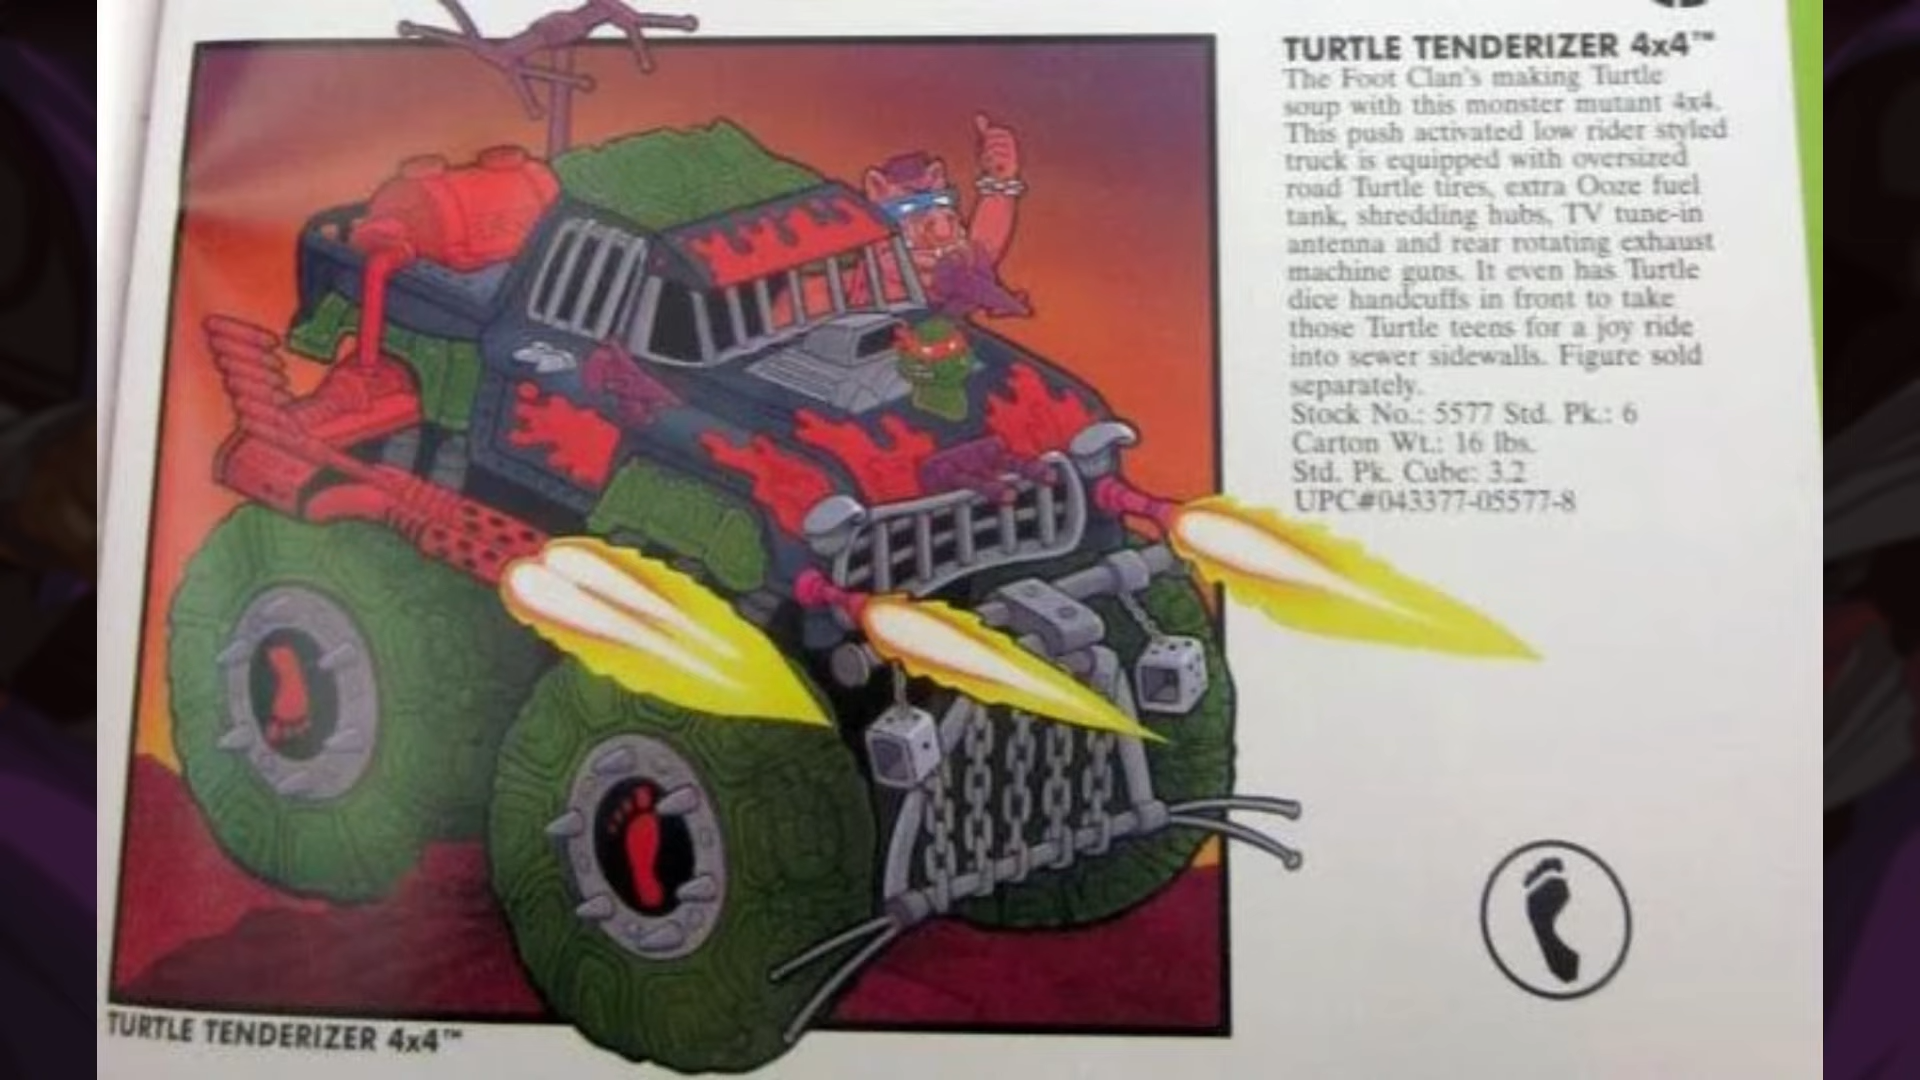 TURTLE TENDERIZER 4x4™
The Foot Clan's making Turtle
soup with this monster mutant 4x4.
This push activated low rider styled
truck is equipped with oversized
road Turtle tires, extra Ooze fuel
tank, shredding hubs, TV tune-in
antenna and rear rotating exhaust
machine guns. It even has Turtle
dice handcuffs in front to take
those Turtle teens for a joy ride
into sewer sidewalls. Figure sold
separately.
Stock No.: 5577 Std. Pk.: 6
Carton Wt.: 16 lbs.
Std. Pk. Cube: 3.2
UPC#043377-05577-8
TURTLE TENDERIZER 4x4™